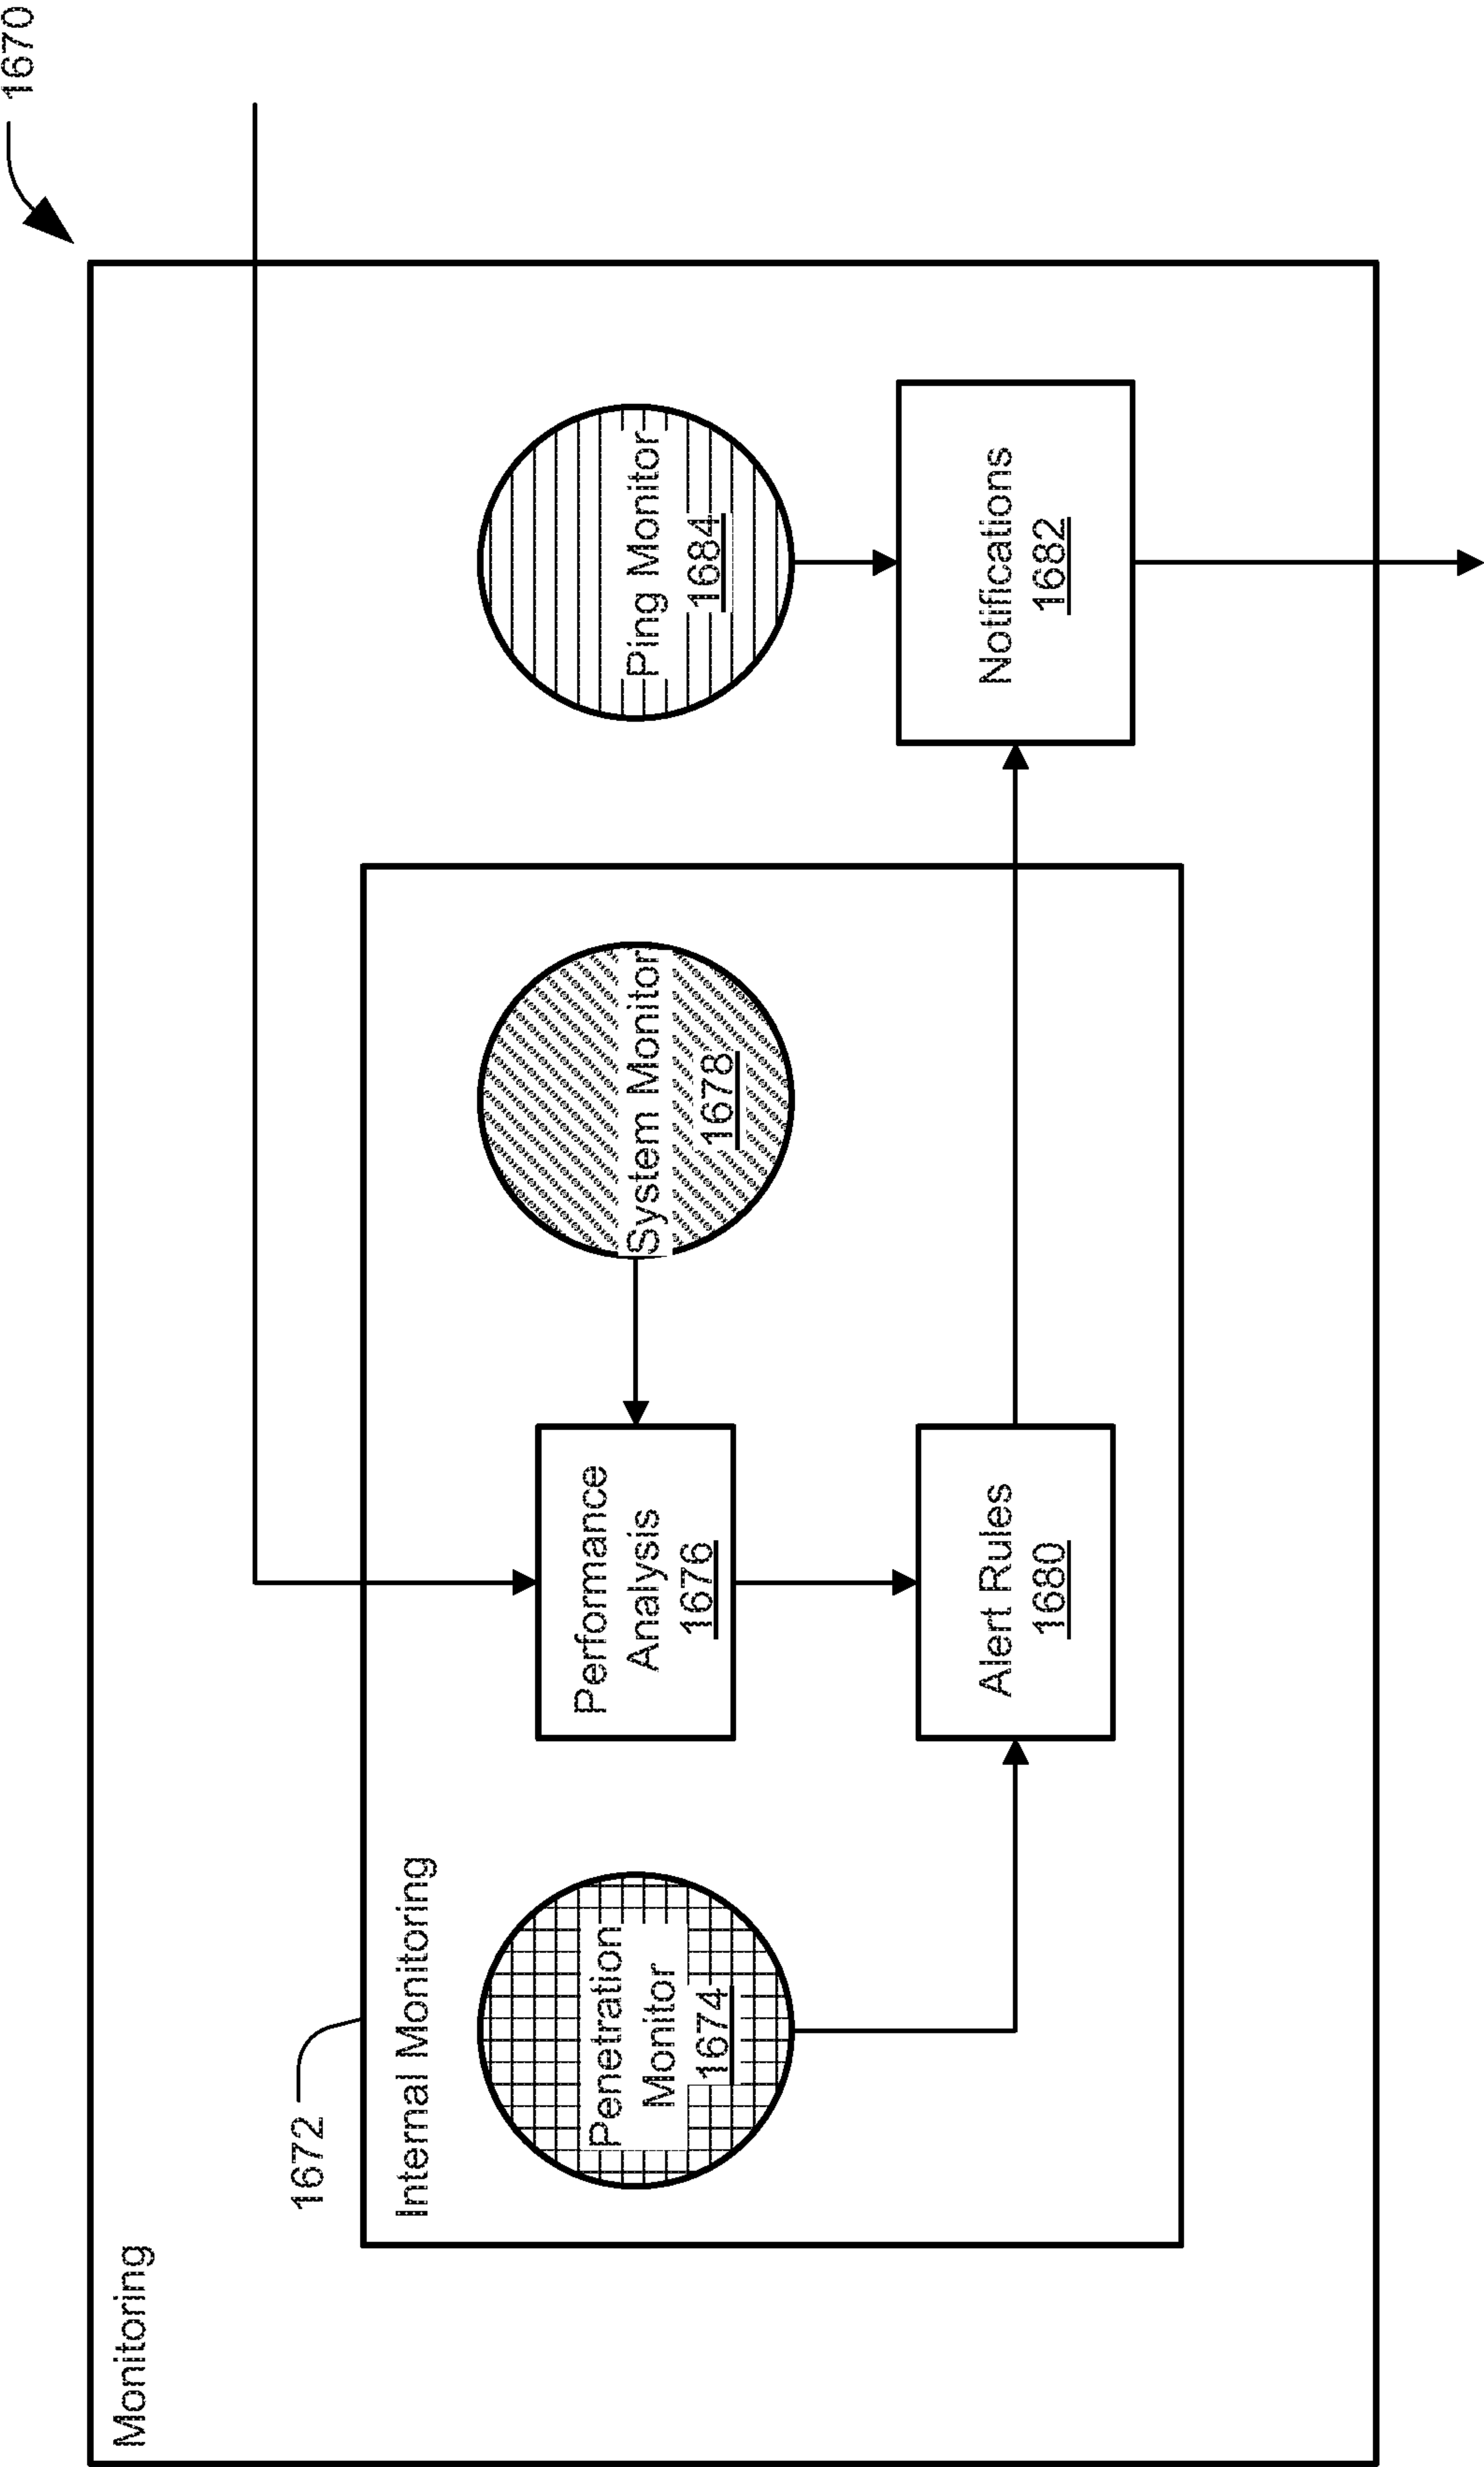 1670
Monitoring
1672
Internal Monitoring
Penetration
Monitor
1674
Performance
Analysis
1676
System Monitor
1678
Ping Monitor
1684
Alert Rules
1680
Notifications
1682